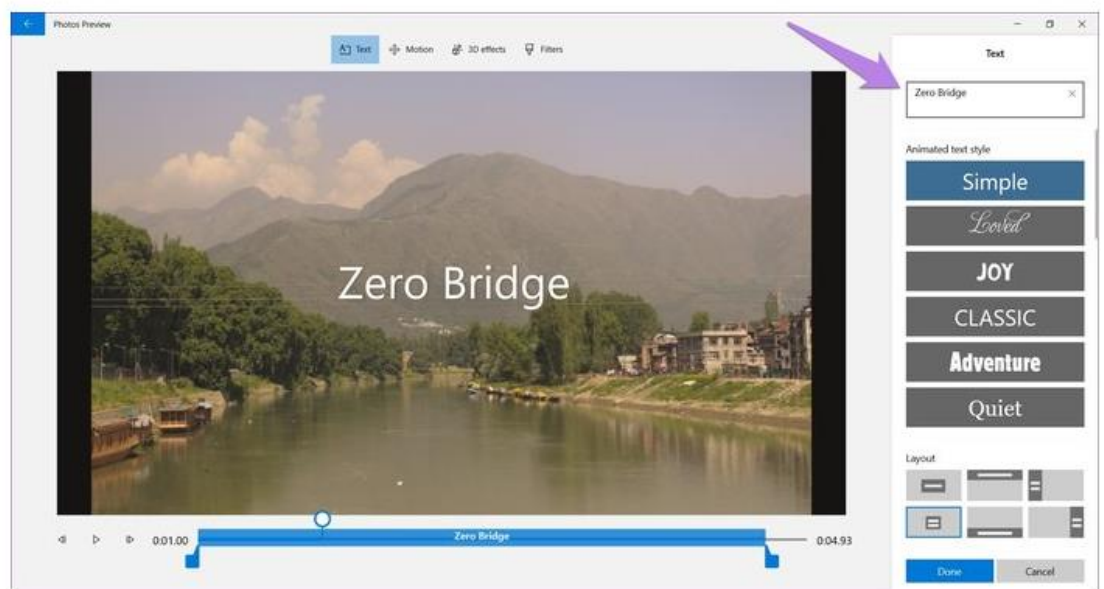 Photos Preview
Text Motion 3D effects Filters
Text
Zero Bridge
Animated text style
Simple
Loved
JOY
CLASSIC
Adventure
Quiet
Layout
Zero Bridge
0:01.00 Zero Bridge 0:04.93
Done Cancel